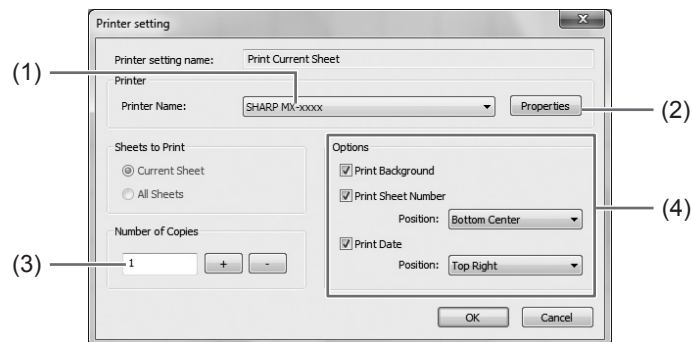 Printer setting
x
Printer setting name: Print Current Sheet
Printer
(1)
Printer Name: SHARP MX-xxxx Properties
(2)
Sheets to Print
Current Sheet
All Sheets
Options
Print Background
Print Sheet Number
Position: Bottom Center
(4)
Print Date
Position: Top Right
Number of Copies
(3)
1 + -
OK Cancel